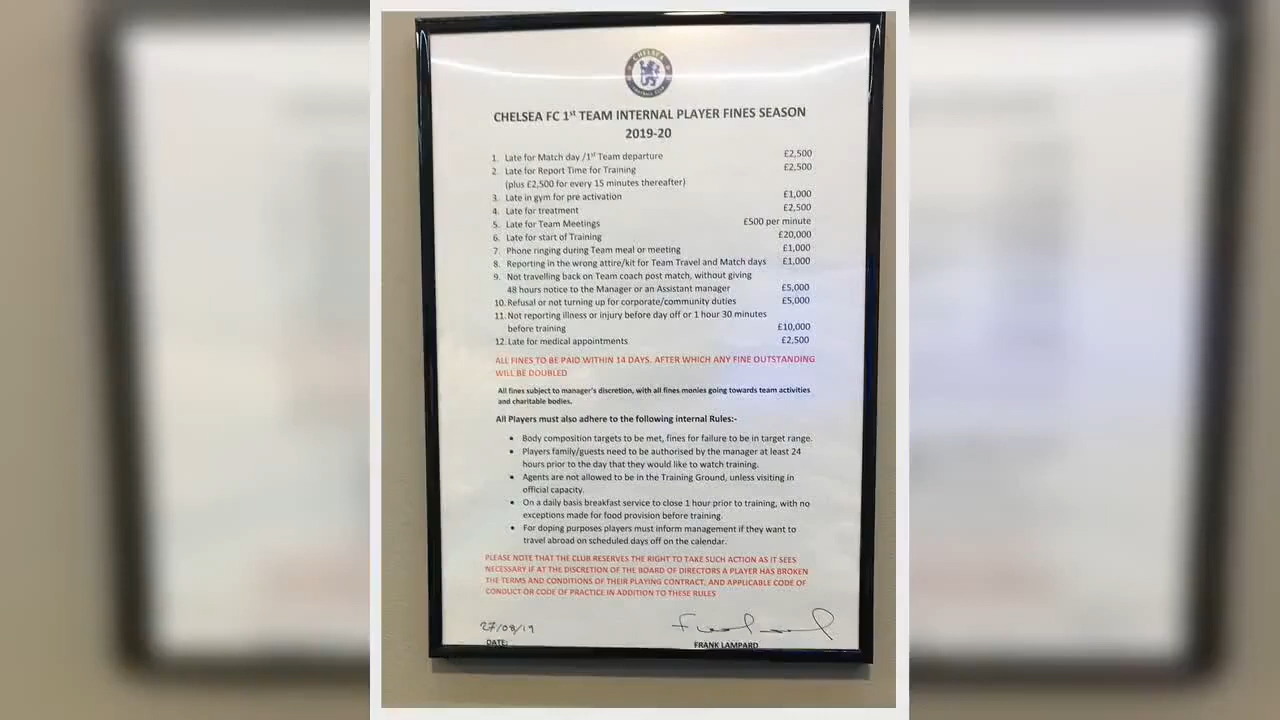 CHELSEA
FOOTBALL CLUB
CHELSEA FC 1st TEAM INTERNAL PLAYER FINES SEASON
2019-20
1. Late for Match day /1st Team departure £2,500
2. Late for Report Time for Training £2,500
(plus £2,500 for every 15 minutes thereafter)
3. Late in gym for pre activation £1,000
4. Late for treatment £2,500
5. Late for Team Meetings £500 per minute
6. Late for start of Training £20,000
7. Phone ringing during Team meal or meeting £1,000
8. Reporting in the wrong attire/kit for Team Travel and Match days £1,000
9. Not travelling back on Team coach post match, without giving
48 hours notice to the Manager or an Assistant manager £5,000
10. Refusal or not turning up for corporate/community duties £5,000
11. Not reporting illness or injury before day off or 1 hour 30 minutes
before training £10,000
12. Late for medical appointments £2,500
ALL FINES TO BE PAID WITHIN 14 DAYS. AFTER WHICH ANY FINE OUTSTANDING
WILL BE DOUBLED
All fines subject to manager's discretion, with all fines monies going towards team activities
and charitable bodies.
All Players must also adhere to the following internal Rules:-
• Body composition targets to be met, fines for failure to be in target range.
• Players family/guests need to be authorised by the manager at least 24
hours prior to the day that they would like to watch training.
• Agents are not allowed to be in the Training Ground, unless visiting in
official capacity.
• On a daily basis breakfast service to close 1 hour prior to training, with no
exceptions made for food provision before training.
• For doping purposes players must inform management if they want to
travel abroad on scheduled days off on the calendar.
PLEASE NOTE THAT THE CLUB RESERVES THE RIGHT TO TAKE SUCH ACTION AS IT SEES
NECESSARY IF AT THE DISCRETION OF THE BOARD OF DIRECTORS A PLAYER HAS BROKEN
THE TERMS AND CONDITIONS OF THEIR PLAYING CONTRACT, AND APPLICABLE CODE OF
CONDUCT OR CODE OF PRACTICE IN ADDITION TO THESE RULES
27/08/19
DATE: FRANK LAMPARD